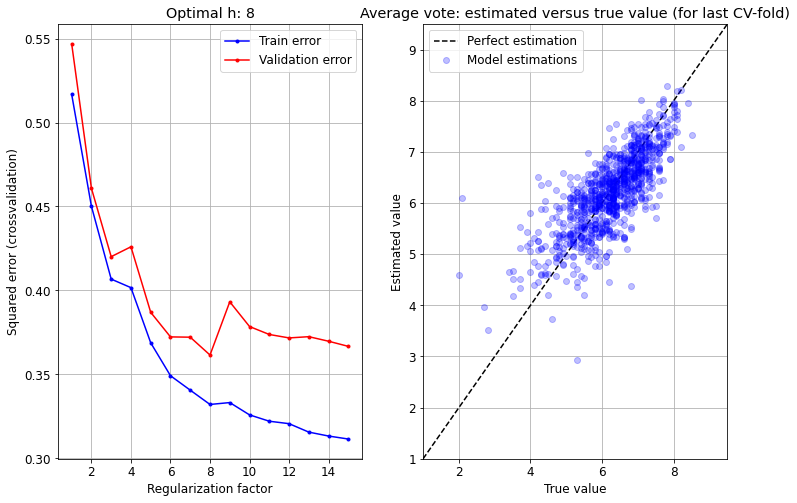 Optimal h: 8
Train error
Validation error
0.55
0.50
0.45
0.40
0.35
0.30
Squared error (crossvalidation)
2
4
6
8
10
12
14
Regularization factor
Average vote: estimated versus true value (for last CV-fold)
Perfect estimation
Model estimations
9
8
7
6
5
4
3
2
1
Estimated value
2
4
6
8
True value